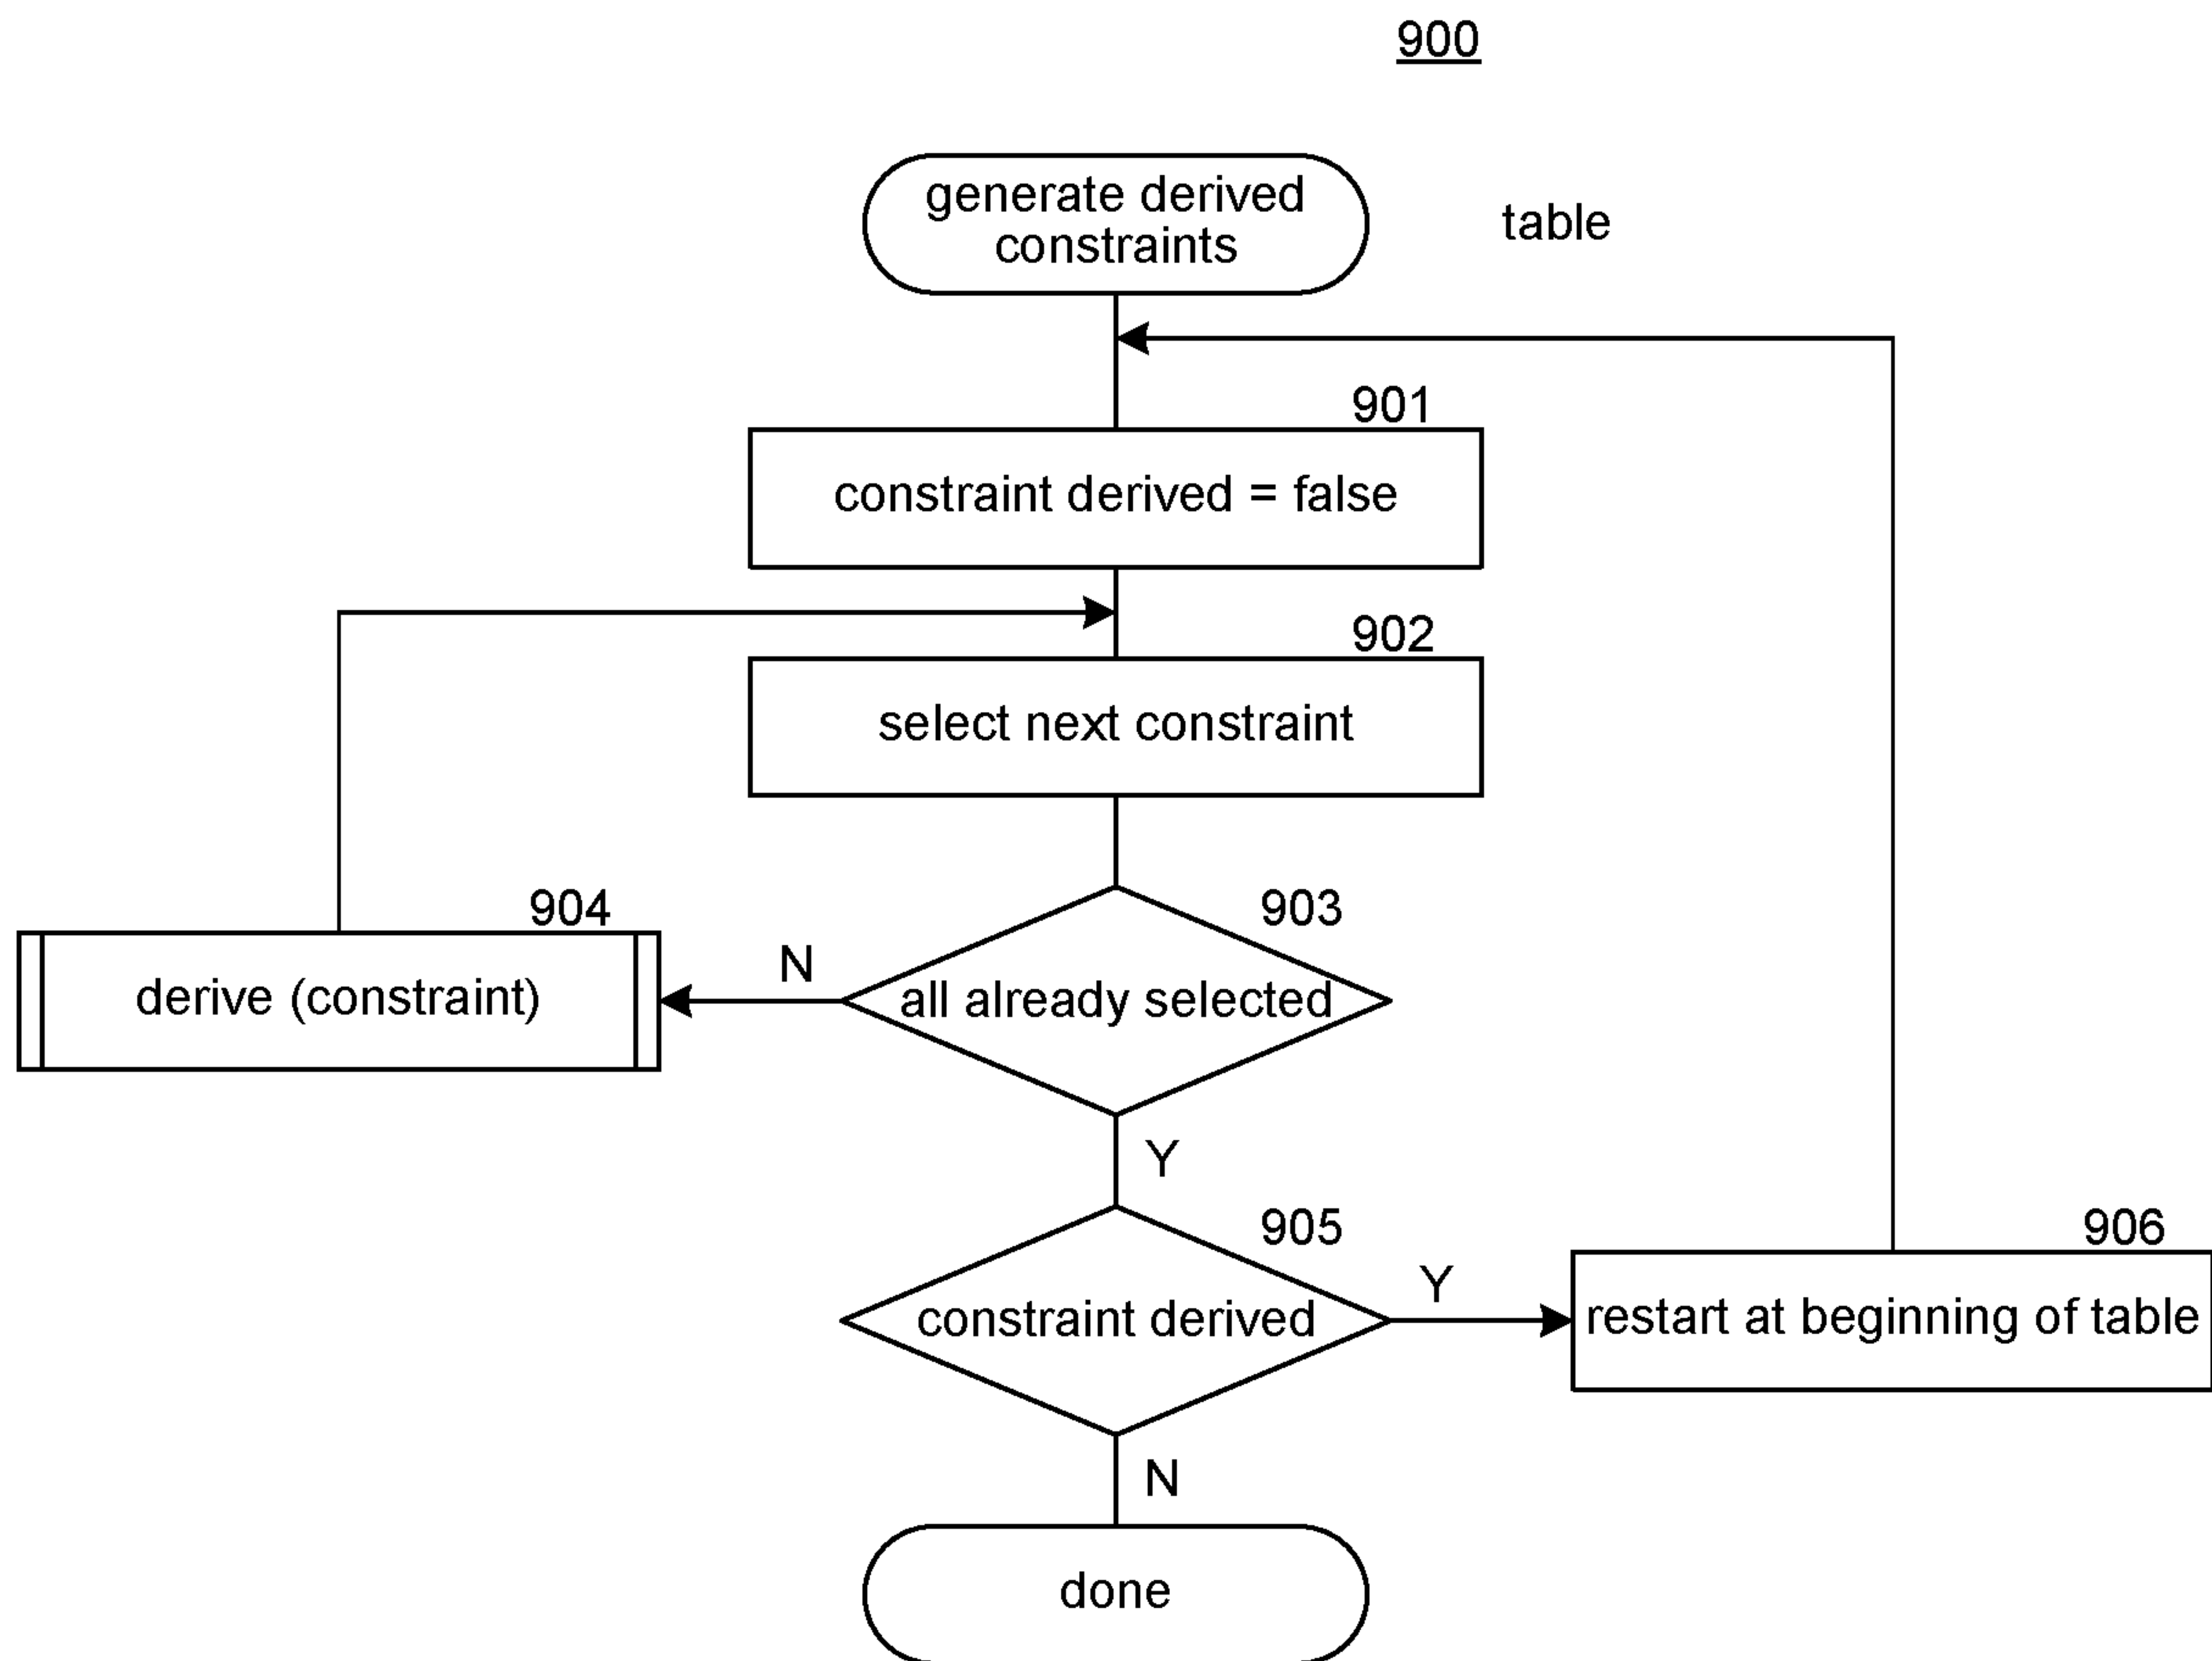 900
generate derived
constraints
table
901
constraint derived = false
902
select next constraint
904
903
derive (constraint)
N
all already selected
Y
905
906
constraint derived
Y
restart at beginning of table
N
done